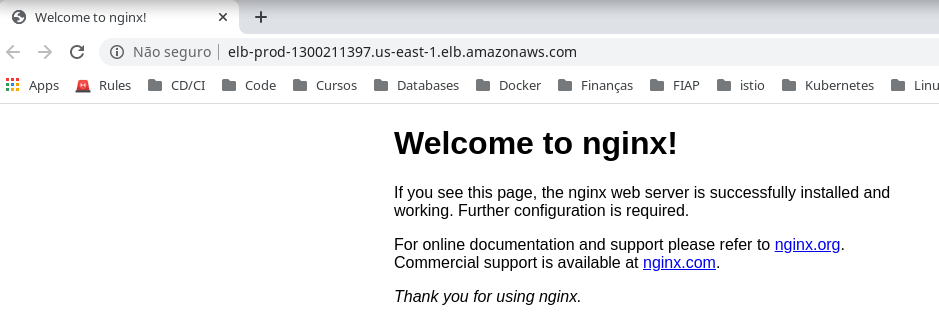 Welcome to nginx!
Não seguro elb-prod-1300211397.us-east-1.elb.amazonaws.com
Apps Rules CD/CI Code Cursos Databases Docker Finanças FIAP istio Kubernetes Linu
Welcome to nginx!
If you see this page, the nginx web server is successfully installed and
working. Further configuration is required.
For online documentation and support please refer to nginx.org.
Commercial support is available at nginx.com.
Thank you for using nginx.